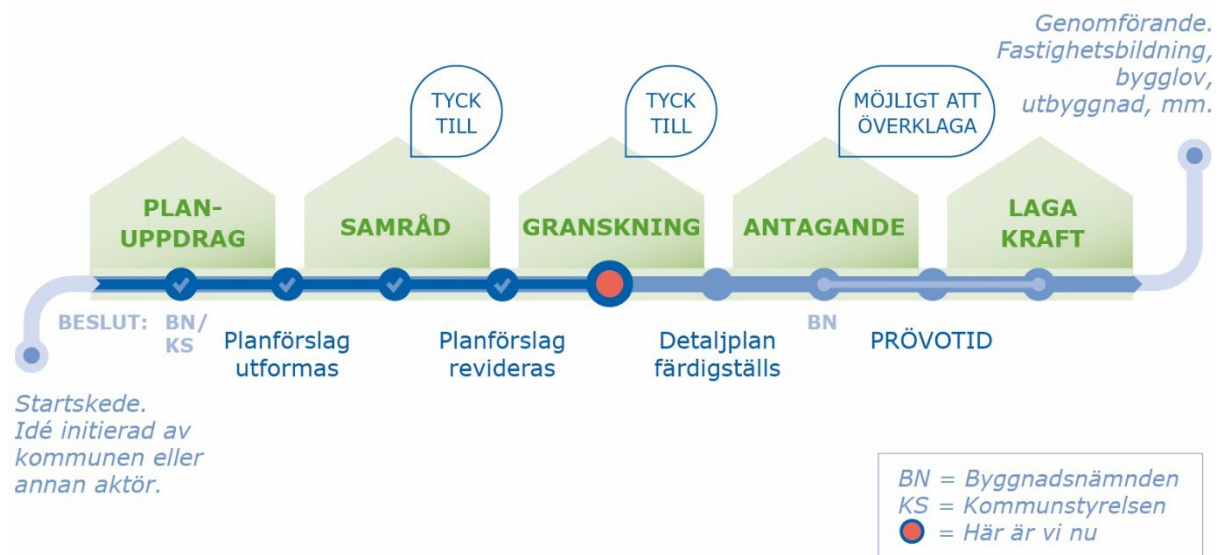 Genomförande.
Fastighetsbildning,
bygglov,
utbyggnad, mm.
TYCK
TILL
TYCK
TILL
MÖJLIGT ATT
ÖVERKLAGA
PLAN-
UPPDRAG
SAMRÅD
GRANSKNING
ANTAGANDE
LAGA
KRAFT
BESLUT:
BN/
KS
Planförslag
utformas
Planförslag
revideras
Detaljplan
färdigställs
BN
PRÖVOTID
Startskede.
Idé initierad av
kommunen eller
annan aktör.
BN = Byggnadsnämnden
KS = Kommunstyrelsen
= Här är vi nu